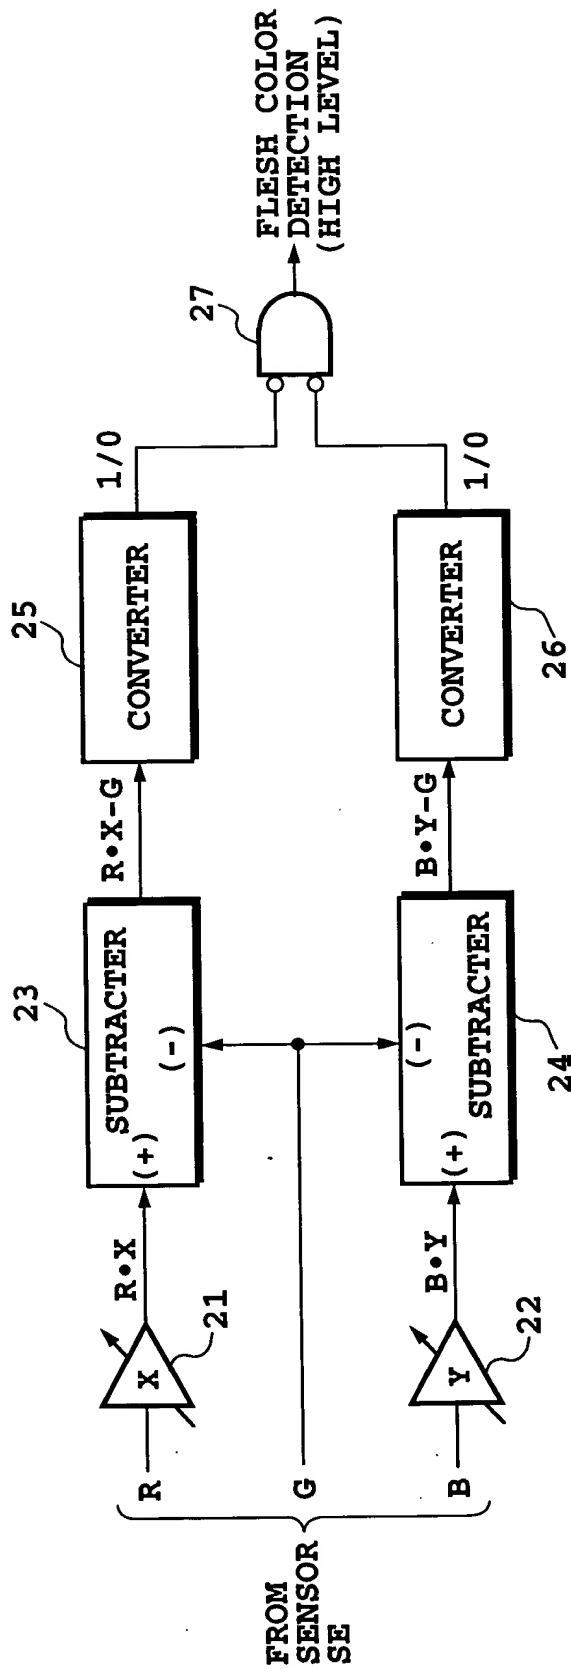 FROM
SENSOR
SE
R
G
B
X
21
R•X
Y
22
B•Y
23
SUBTRACTER
(+)
(-)
R•X-G
24
SUBTRACTER
(+)
(-)
B•Y-G
25
CONVERTER
1/0
26
CONVERTER
1/0
27
FLESH COLOR
DETECTION
(HIGH LEVEL)